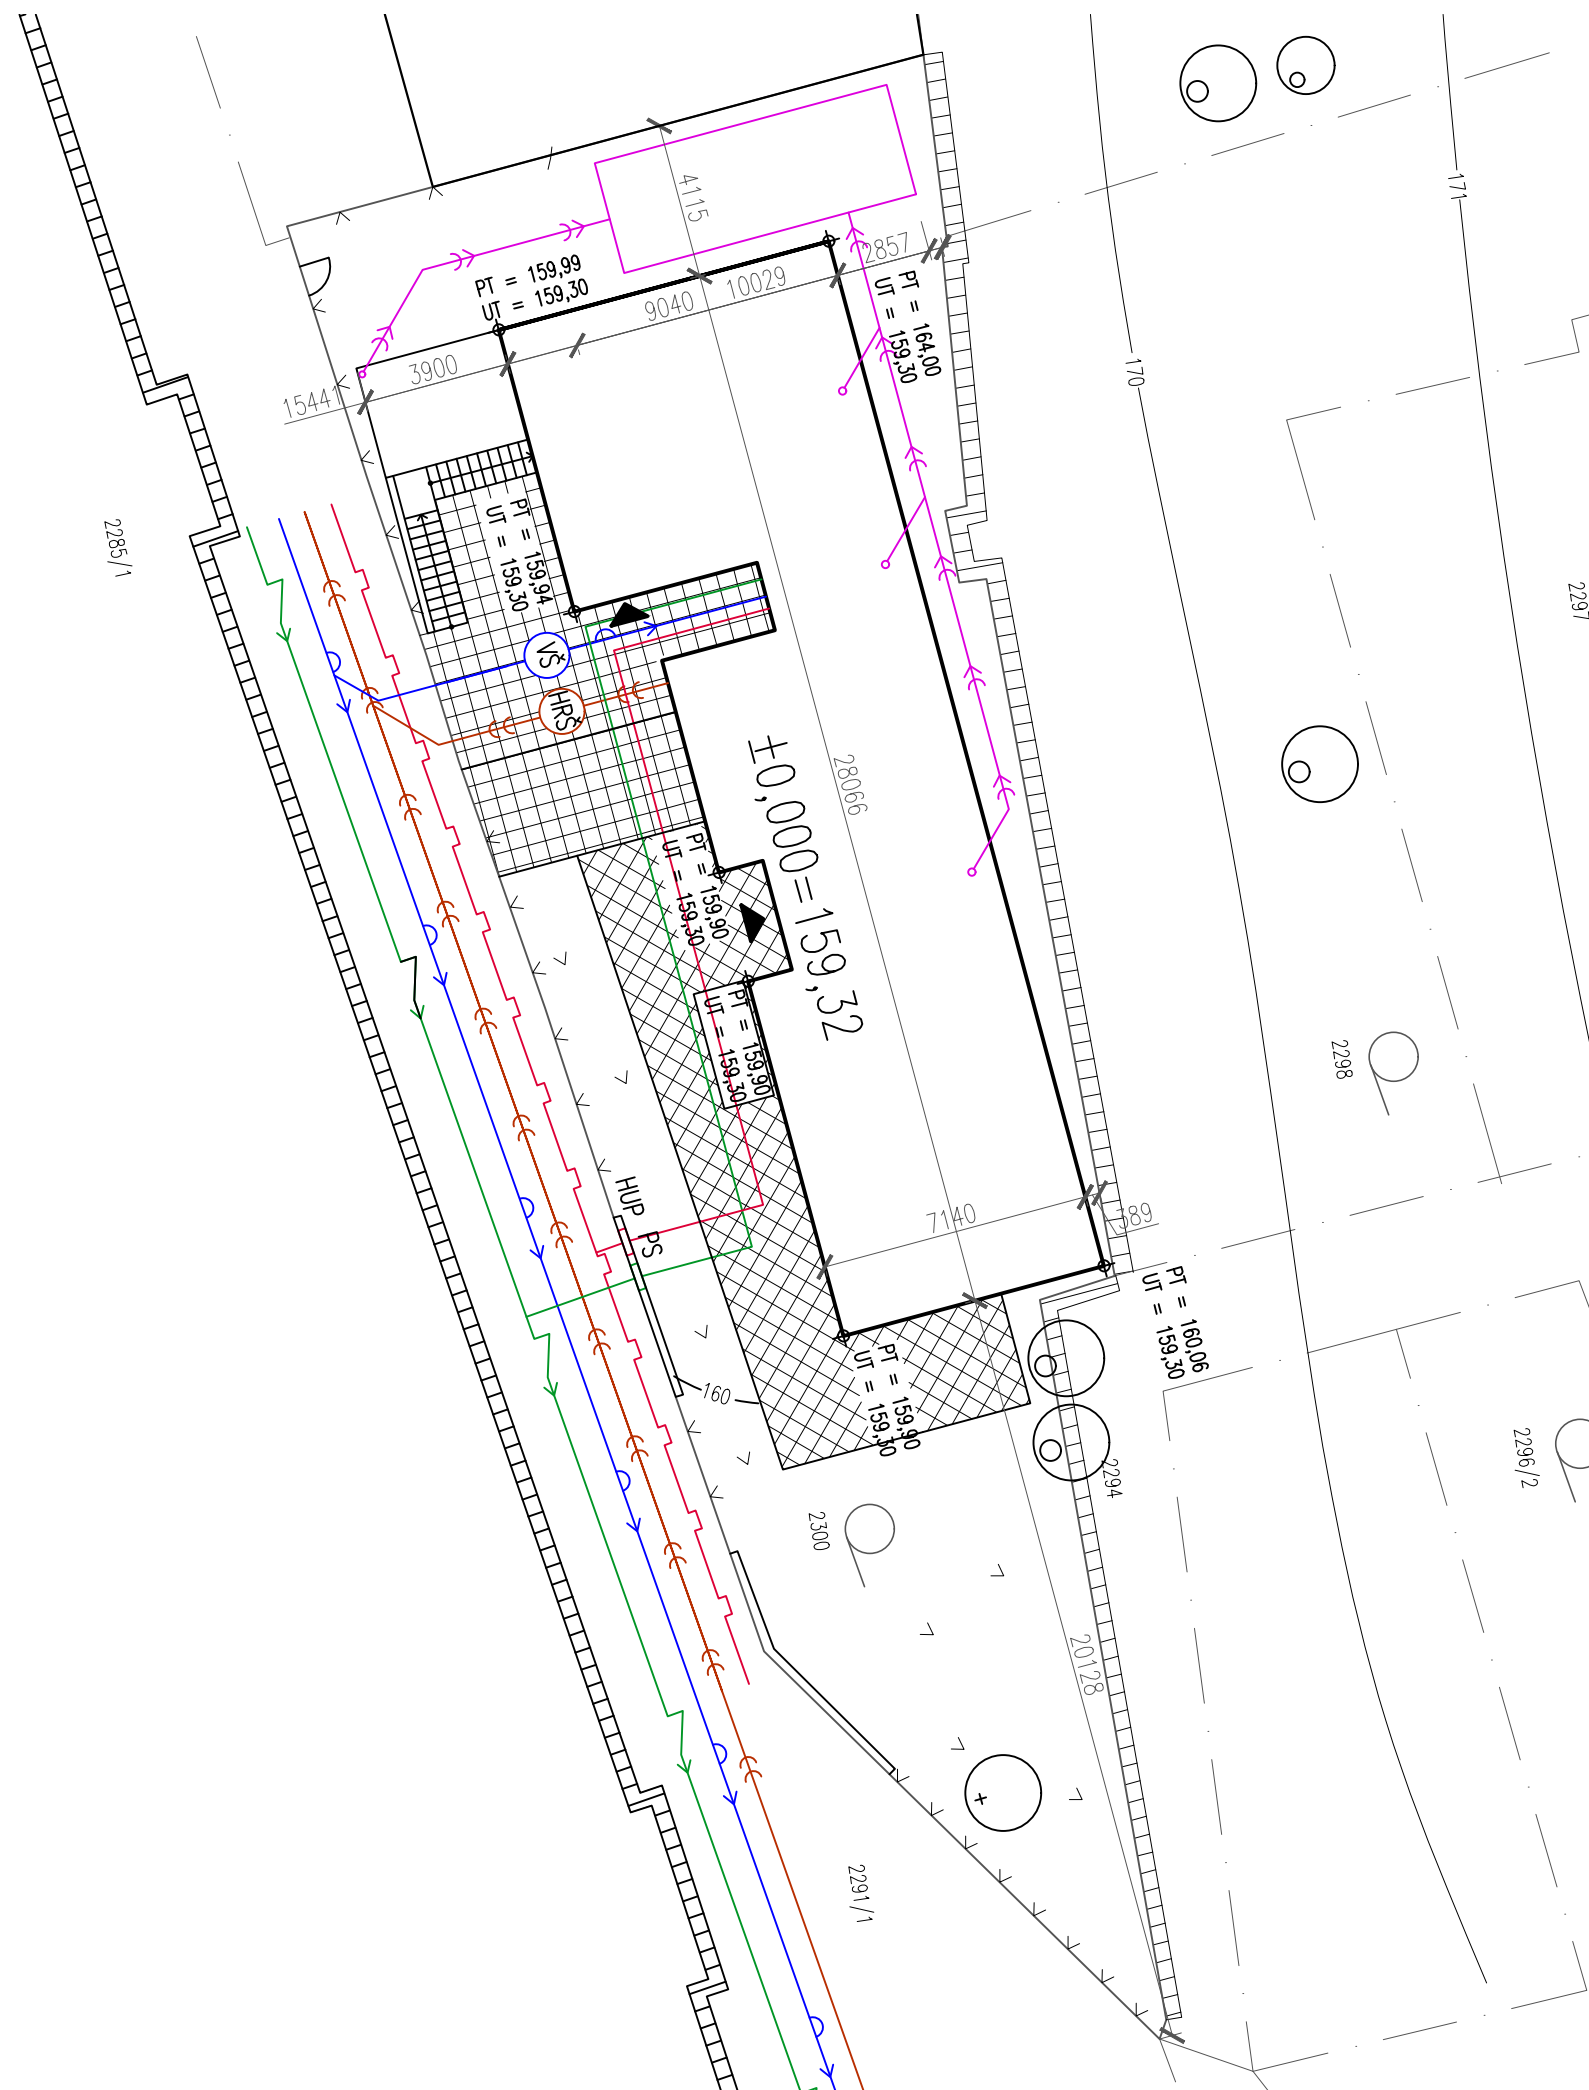 171
4115
2857
PT = 159,99
UT = 159,30
10029
9040
PT = 164,00
UT = 159,30
3900
15441
170
PT = 159,94
UT = 159,30
2285/1
2297
VŠ
HRŠ
28066
±0,000=159,32
PT = 159,90
UT = 159,30
PT = 159,90
UT = 159,30
2298
HUP PS
7140
389
PT = 160,06
UT = 159,30
160
PT = 159,90
UT = 159,30
2294
2296/2
2300
20128
2291/1